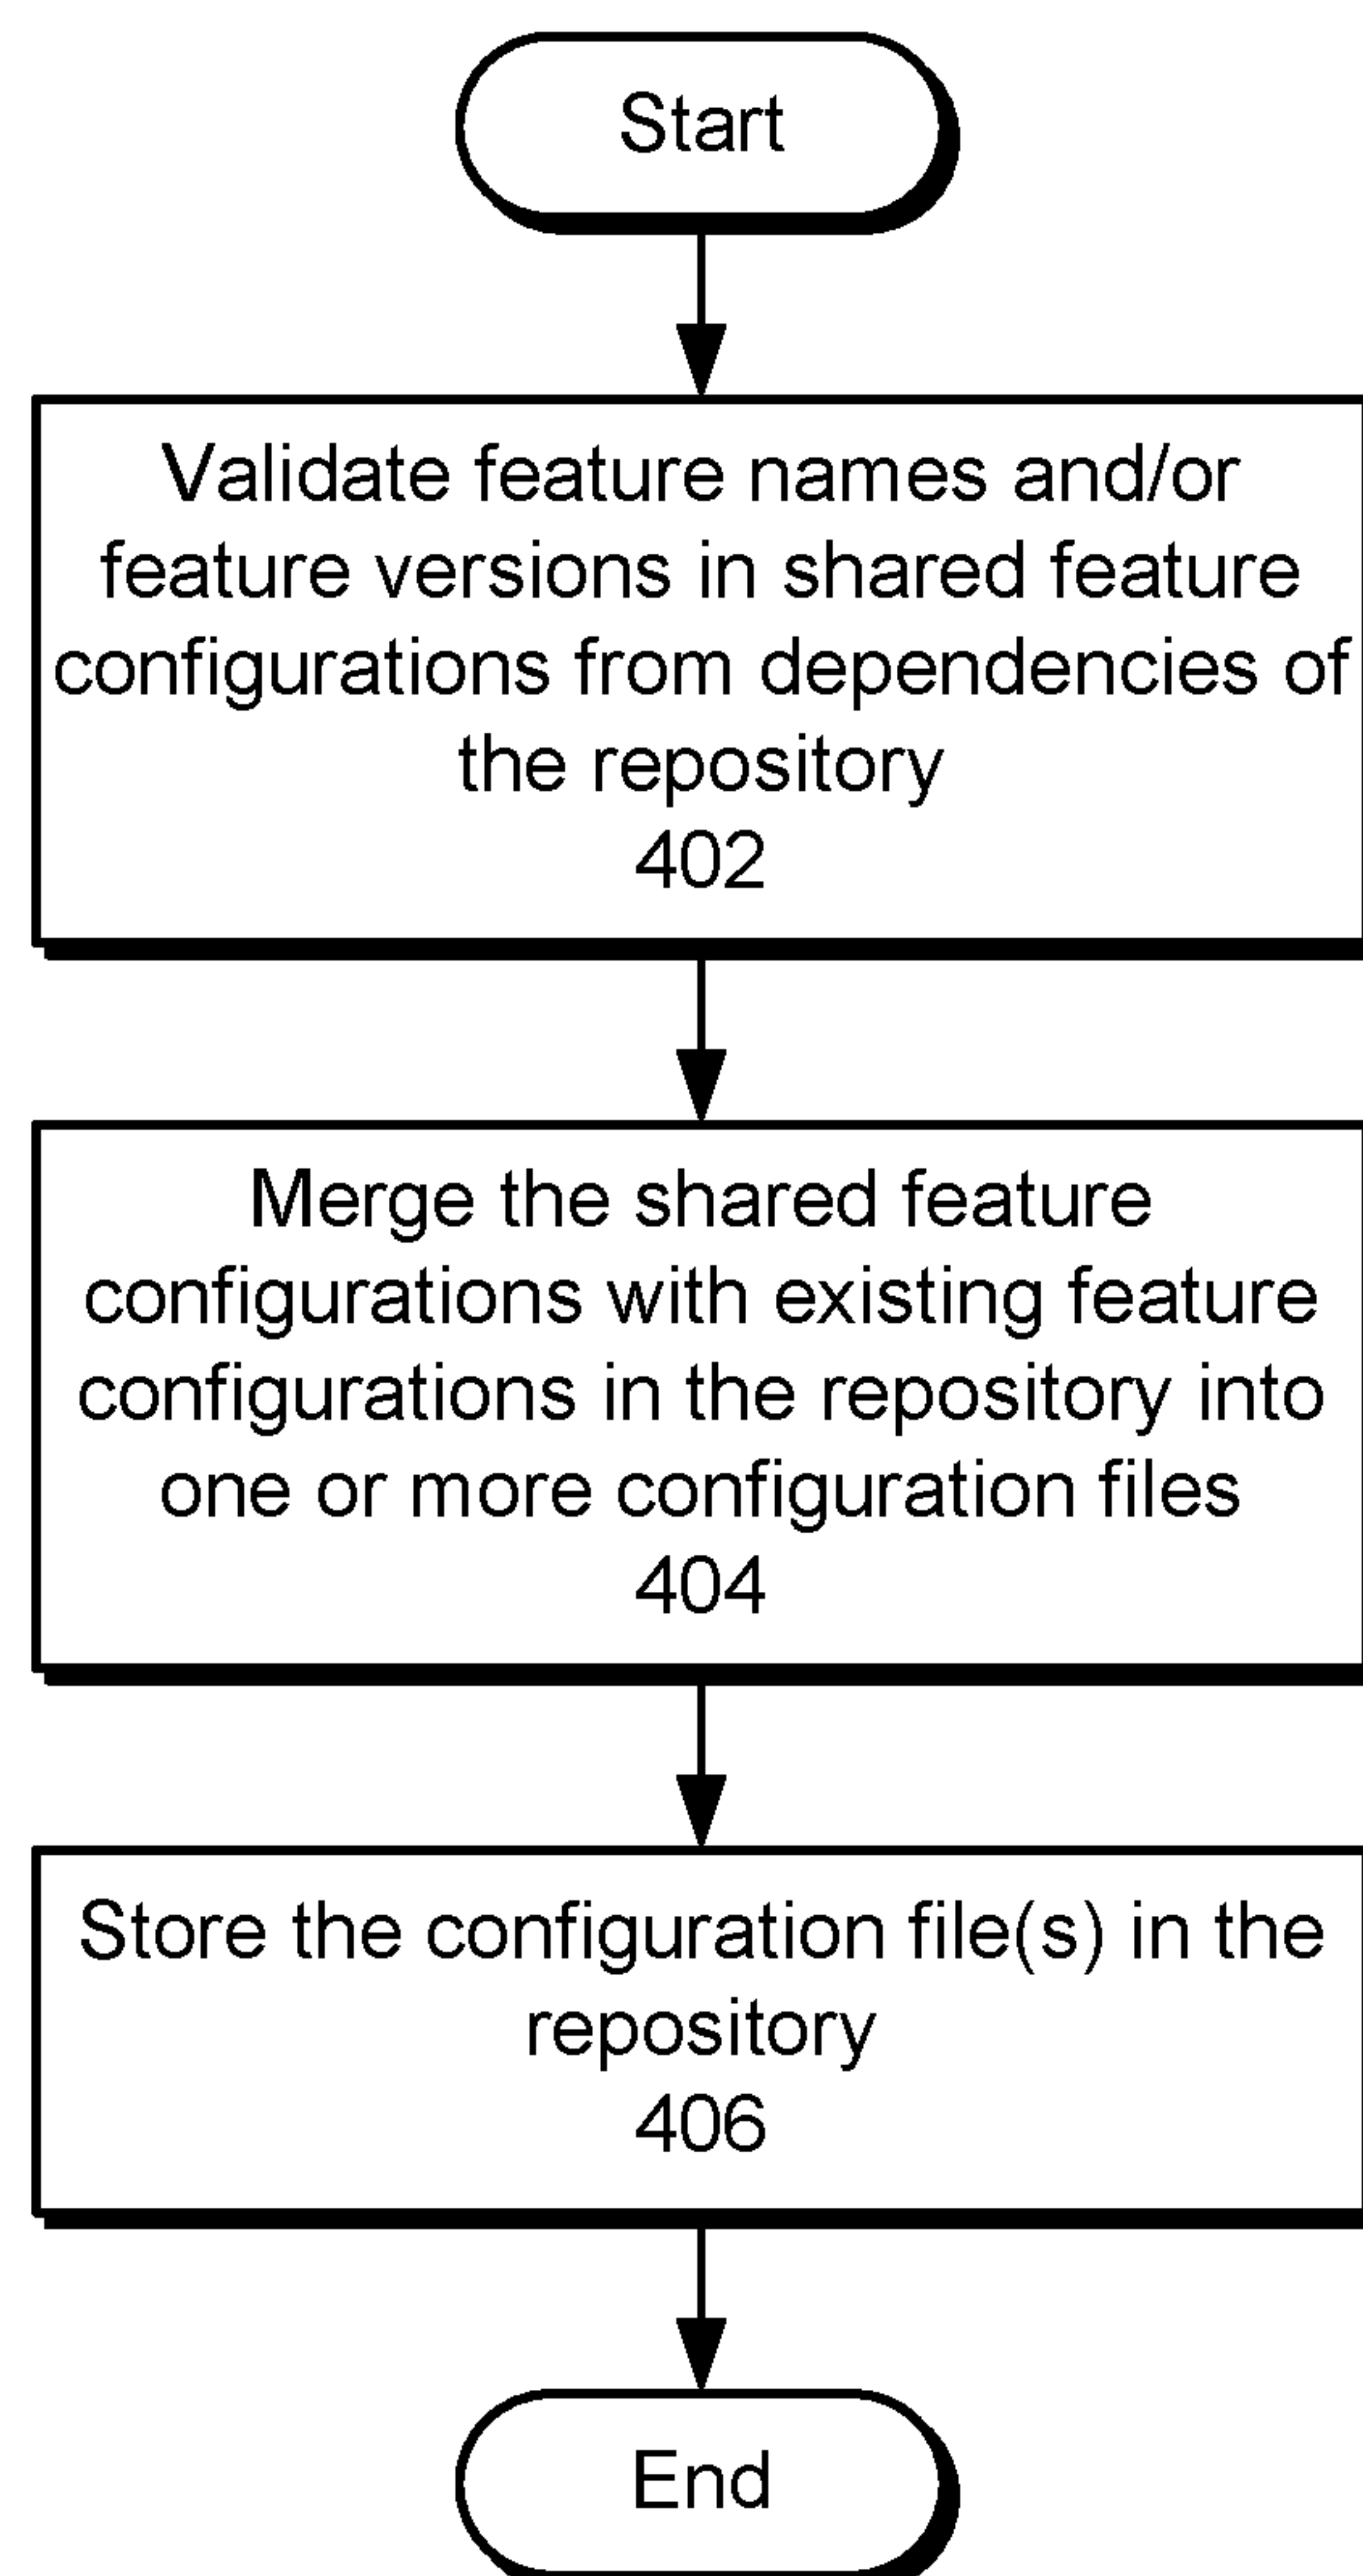 Start
Validate feature names and/or
feature versions in shared feature
configurations from dependencies of
the repository
402
Merge the shared feature
configurations with existing feature
configurations in the repository into
one or more configuration files
404
Store the configuration file(s) in the
repository
406
End